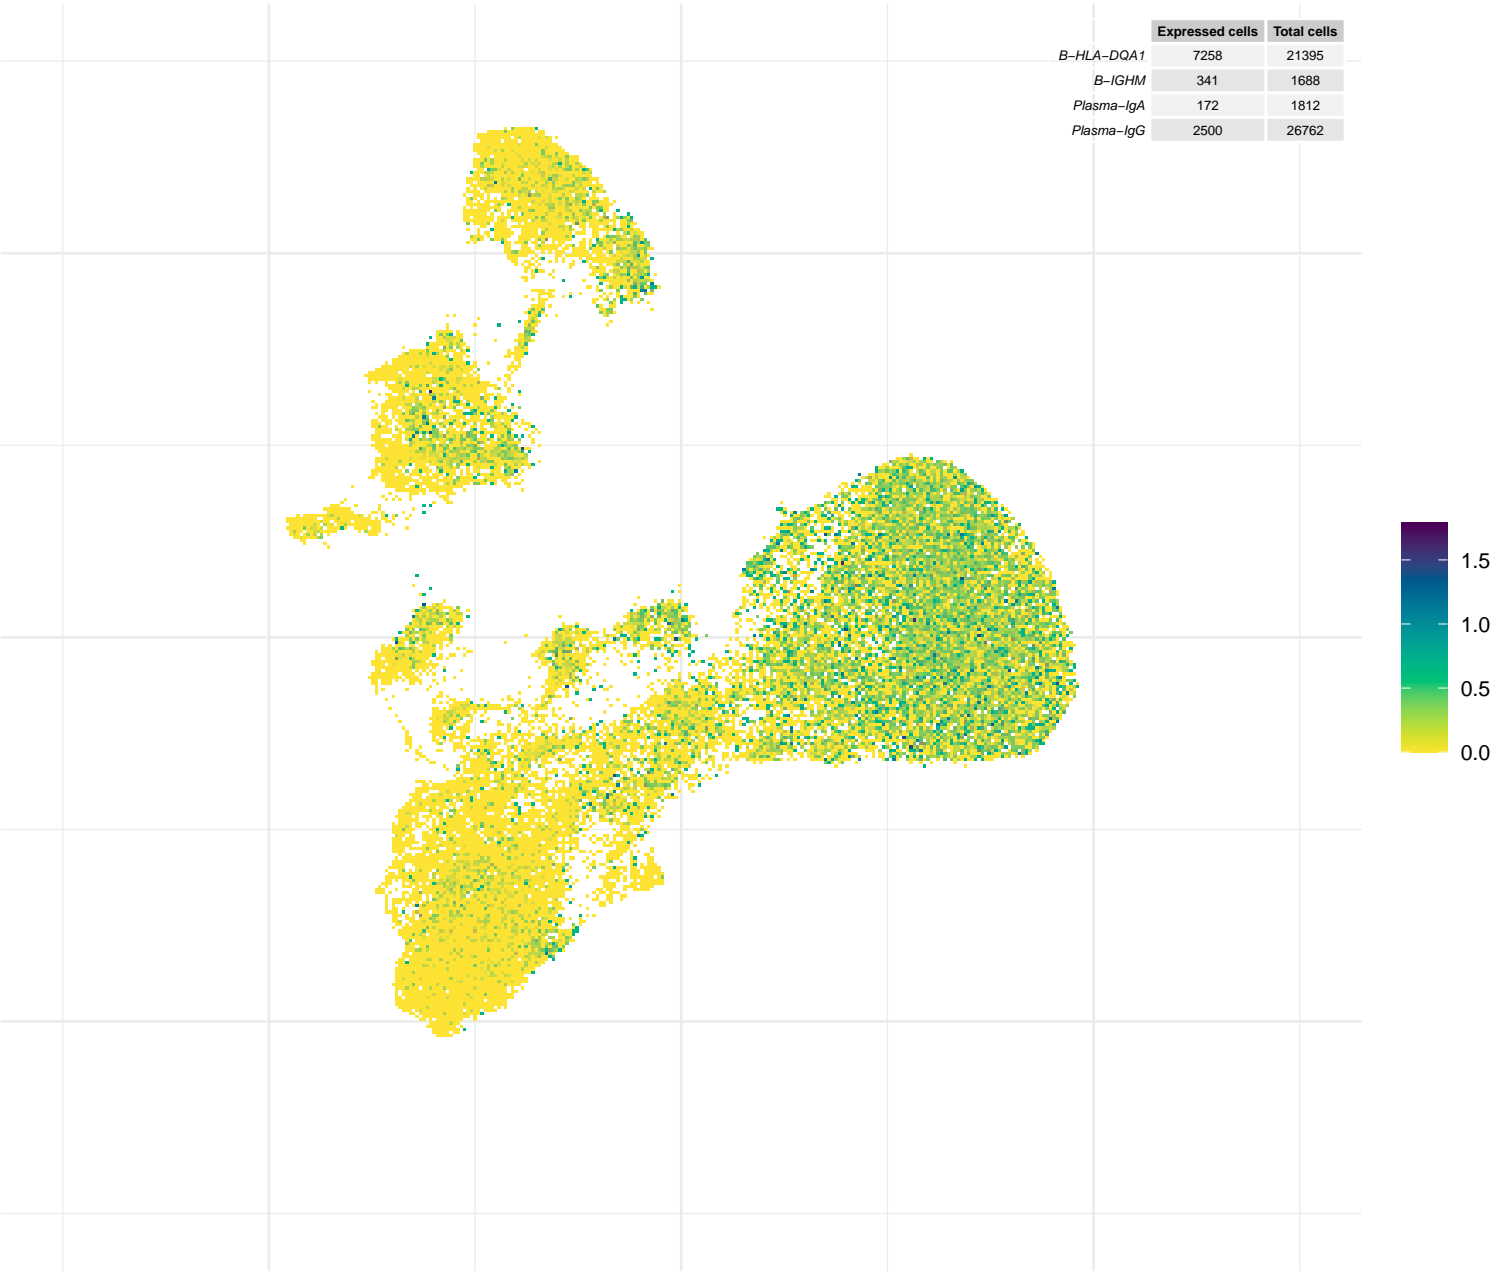 Expressed cells Total cells
B−HLA−DQA1 7258 21395
B−IGHM 341 1688
Plasma−IgA 172 1812
Plasma−IgG 2500 26762
1.5
1.0
0.5
0.0